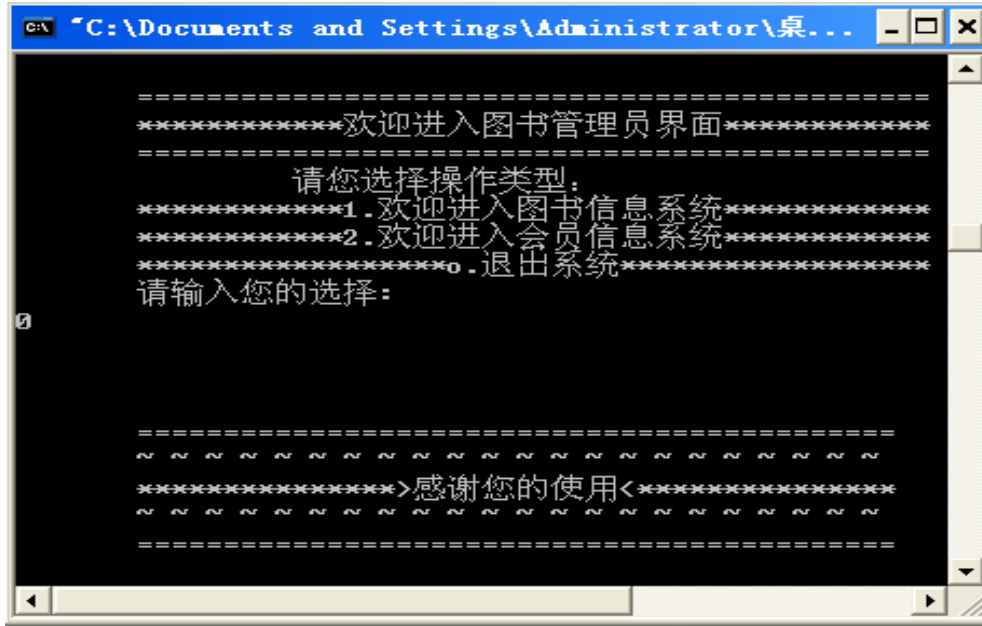 "C:\Documents and Settings\Administrator\桌...
==============================================
************欢迎进入图书管理员界面************
==============================================
请您选择操作类型:
************1.欢迎进入图书信息系统************
************2.欢迎进入会员信息系统************
******************o.退出系统******************
请输入您的选择:
0
============================================
~ ~ ~ ~ ~ ~ ~ ~ ~ ~ ~ ~ ~ ~ ~ ~ ~ ~ ~ ~ ~ ~
***************>感谢您的使用<***************
~ ~ ~ ~ ~ ~ ~ ~ ~ ~ ~ ~ ~ ~ ~ ~ ~ ~ ~ ~ ~ ~
============================================